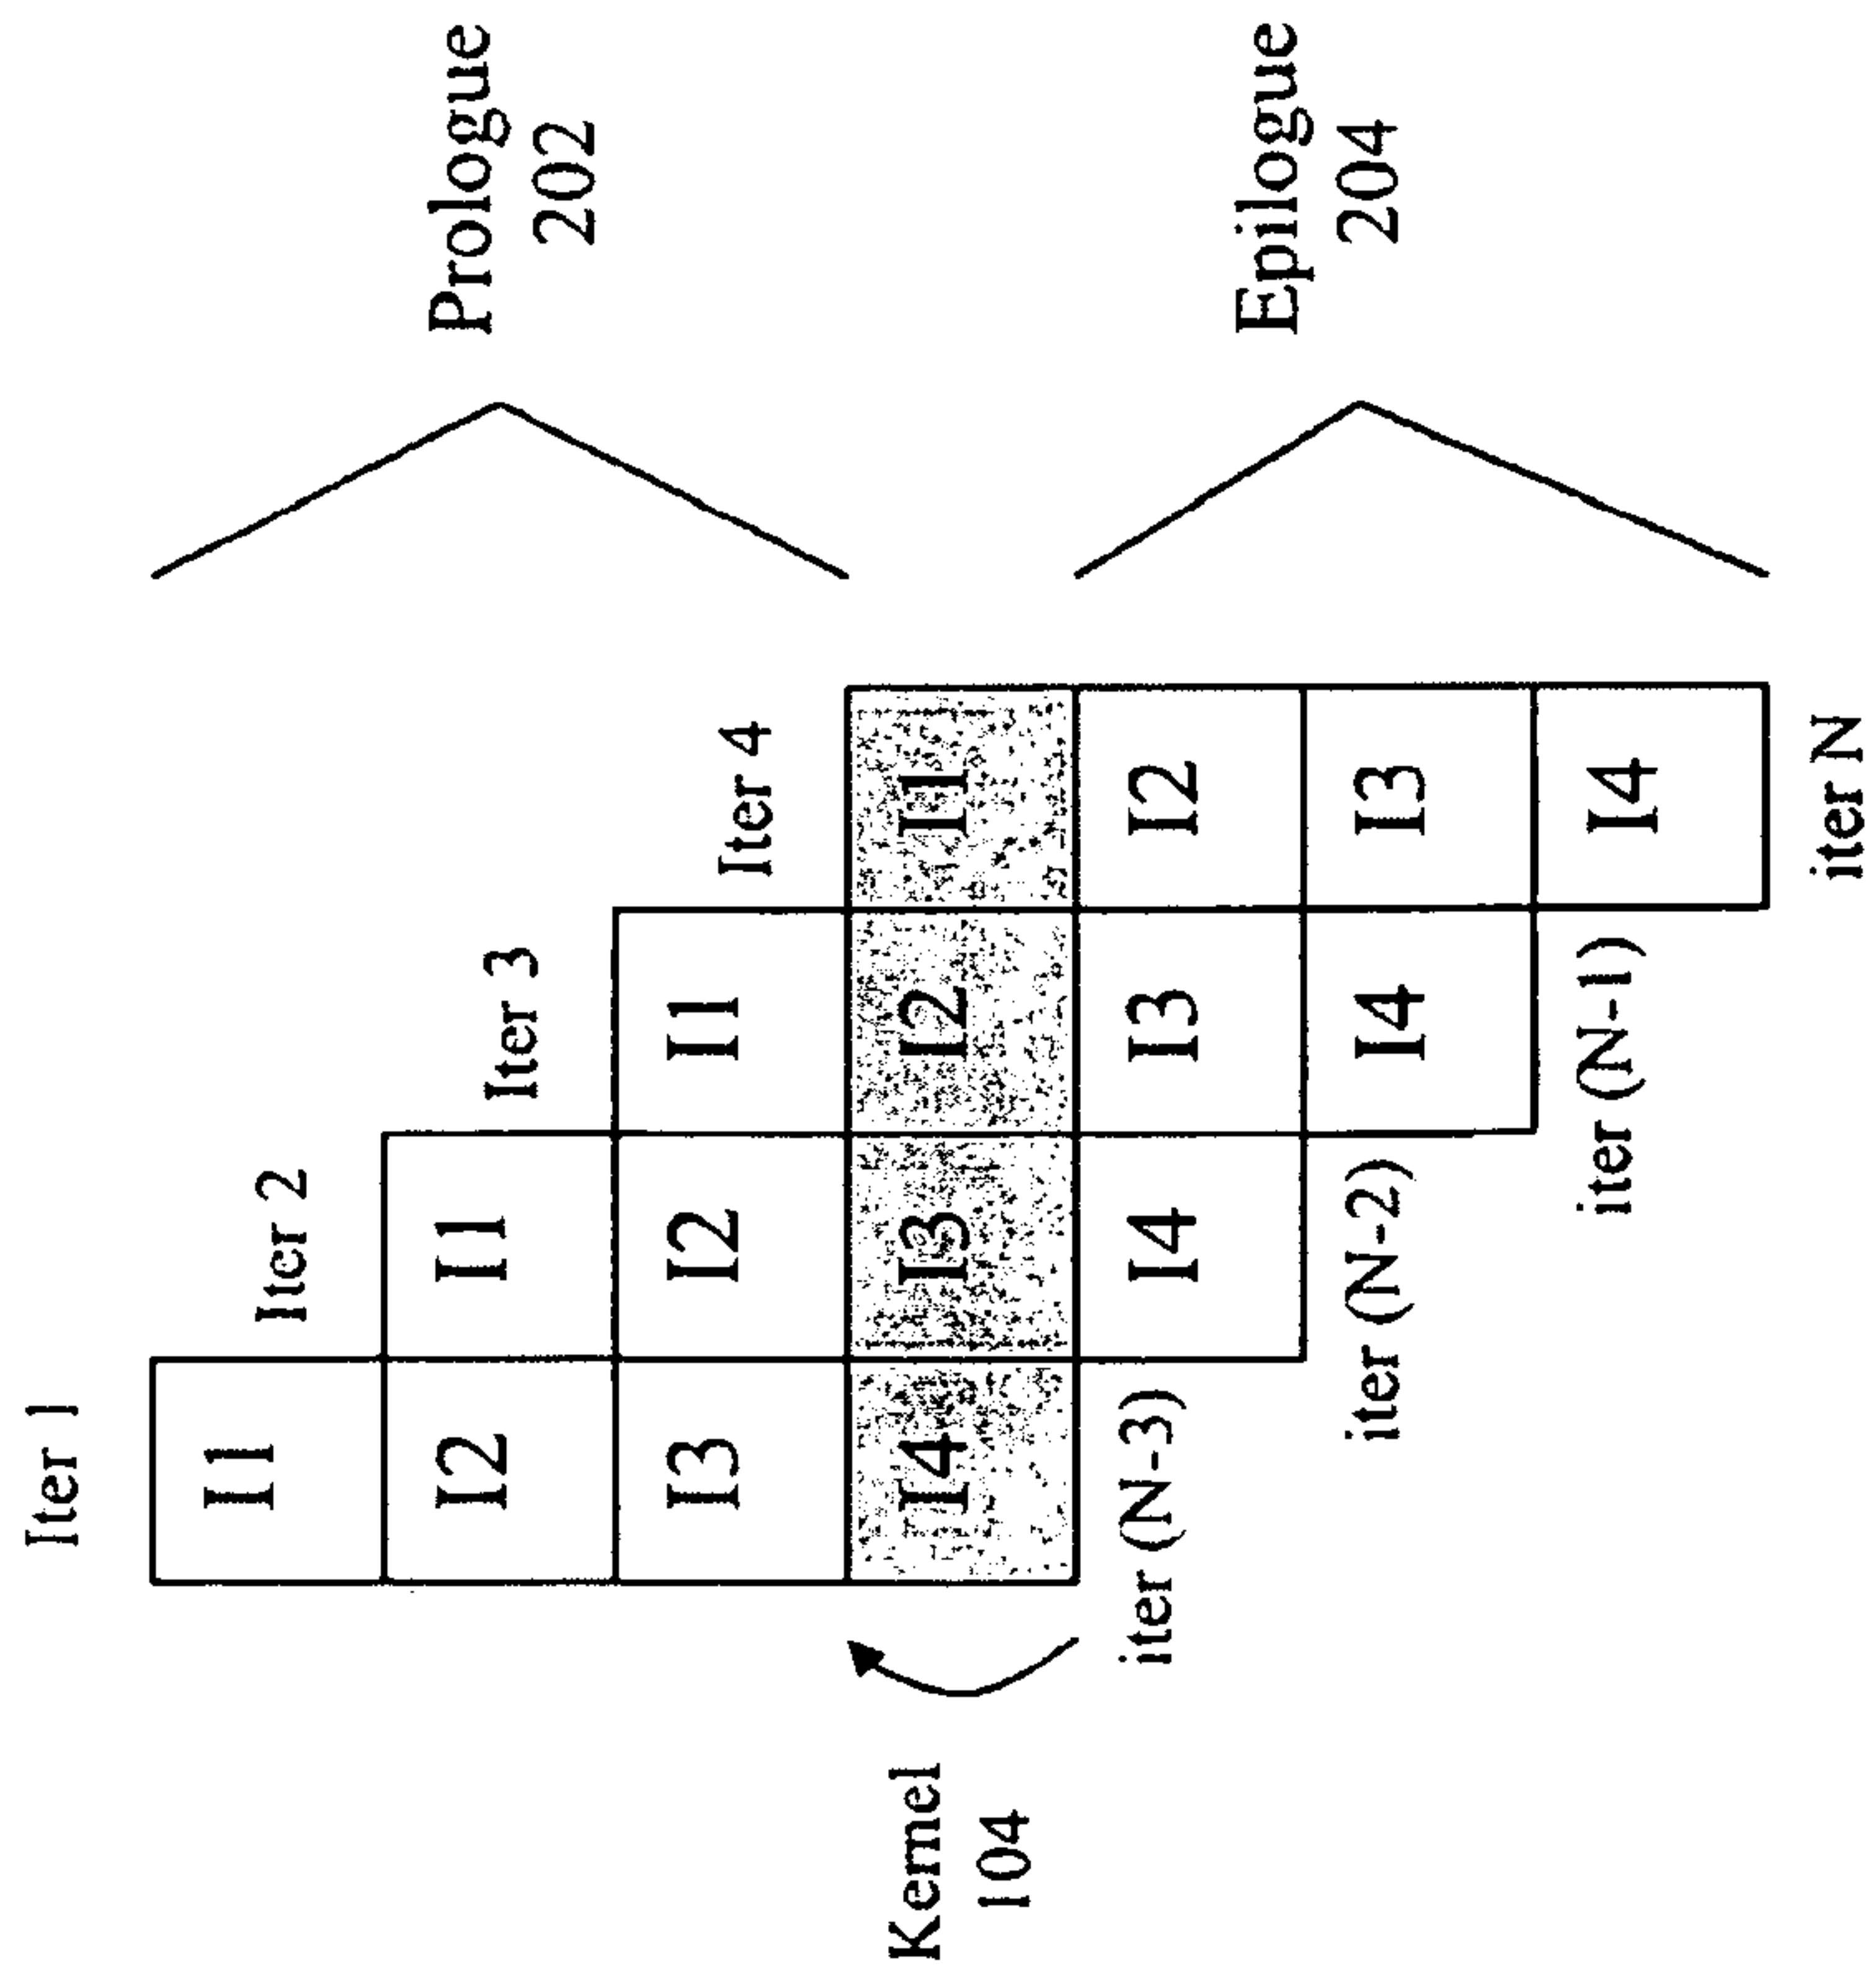 Iter 1
I1
Iter 2
I2 I1
Prologue
202
Iter 3
I3 I2 I1
Iter 4
Kernel
104
I4 I3 I2 I1
iter (N-3)
I4 I3 I2
Epilogue
204
iter (N-2)
I4 I3
iter (N-1)
I4
iter N